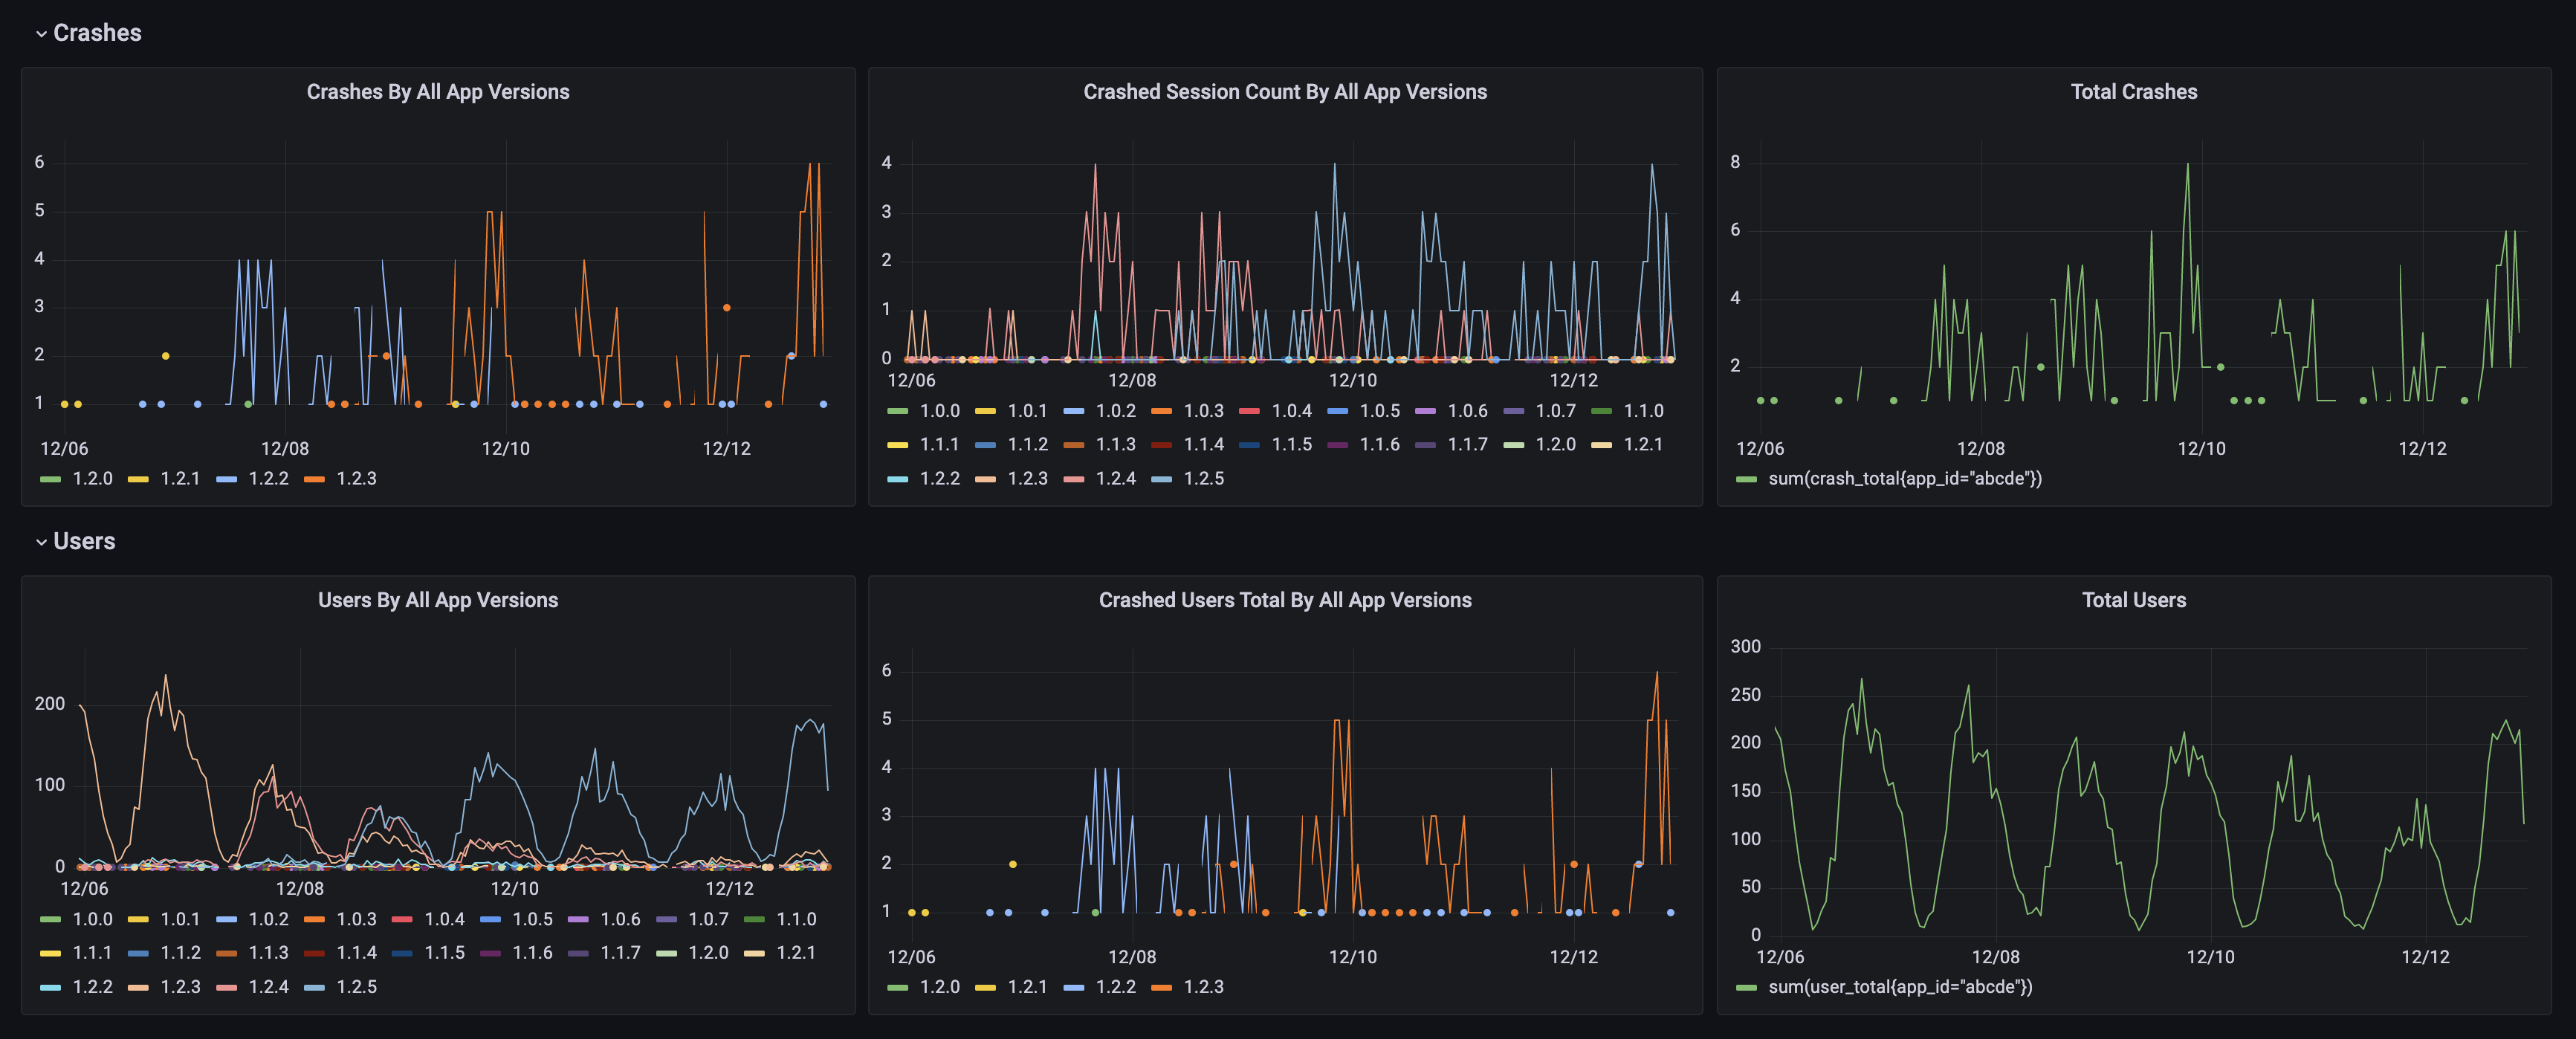 Crashes
Crashes By All App Versions
6
5
4
3
2
1
12/06 12/08 12/10 12/12
1.2.0 1.2.1 1.2.2 1.2.3
Crashed Session Count By All App Versions
4
3
2
1
0
12/06 12/08 12/10 12/12
1.0.0 1.0.1 1.0.2 1.0.3 1.0.4 1.0.5 1.0.6 1.0.7 1.1.0
1.1.1 1.1.2 1.1.3 1.1.4 1.1.5 1.1.6 1.1.7 1.2.0 1.2.1
1.2.2 1.2.3 1.2.4 1.2.5
Total Crashes
8
6
4
2
12/06 12/08 12/10 12/12
sum(crash_total{app_id="abcde"})
Users
Users By All App Versions
200
100
0
12/06 12/08 12/10 12/12
1.0.0 1.0.1 1.0.2 1.0.3 1.0.4 1.0.5 1.0.6 1.0.7 1.1.0
1.1.1 1.1.2 1.1.3 1.1.4 1.1.5 1.1.6 1.1.7 1.2.0 1.2.1
1.2.2 1.2.3 1.2.4 1.2.5
Crashed Users Total By All App Versions
6
5
4
3
2
1
12/06 12/08 12/10 12/12
1.2.0 1.2.1 1.2.2 1.2.3
Total Users
300
250
200
150
100
50
0
12/06 12/08 12/10 12/12
sum(user_total{app_id="abcde"})